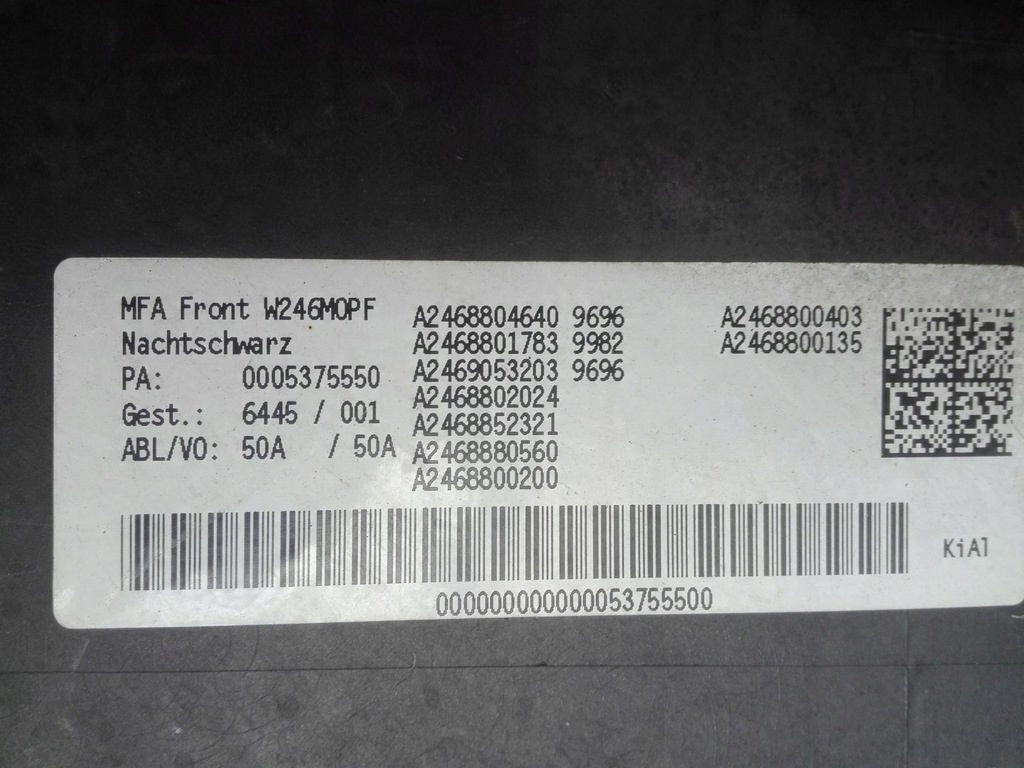 MFA Front W246MOPF
Nachtschwarz
PA: 0005375550
Gest.: 6445 / 001
ABL/VO: 50A / 50A
A2468804640 9696
A2468801783 9982
A2469053203 9696
A2468802024
A2468852321
A2468880560
A2468800200
A2468800403
A2468800135
KiAl
000000000000053755500